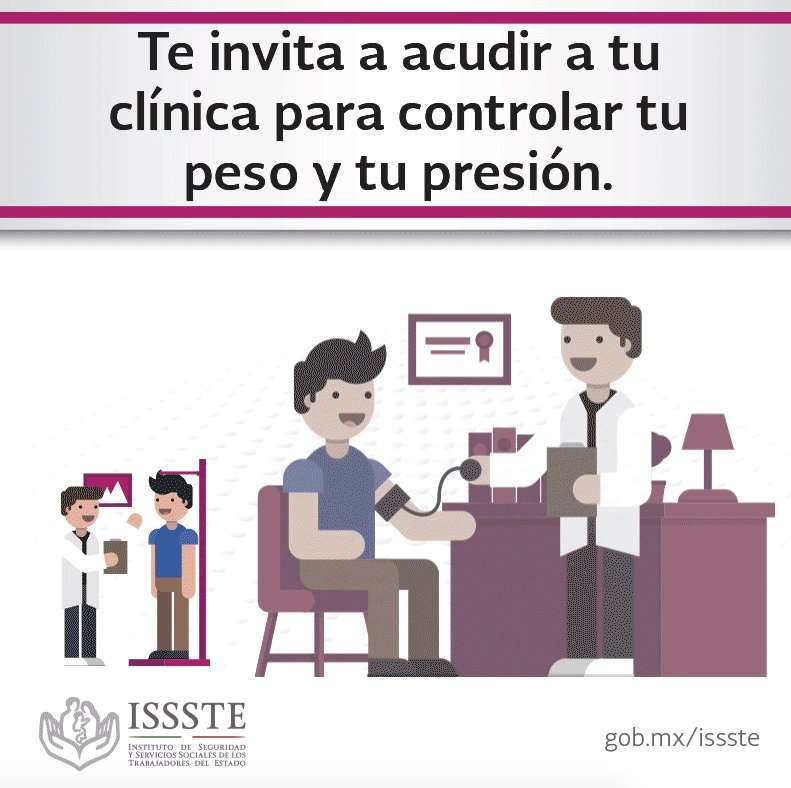 Te invita a acudir a tu
clínica para controlar tu
peso y tu presión.
ISSSTE
INSTITUTO DE SEGURIDAD
Y SERVICIOS SOCIALES DE LOS
TRABAJADORES DEL ESTADO
gob.mx/issste